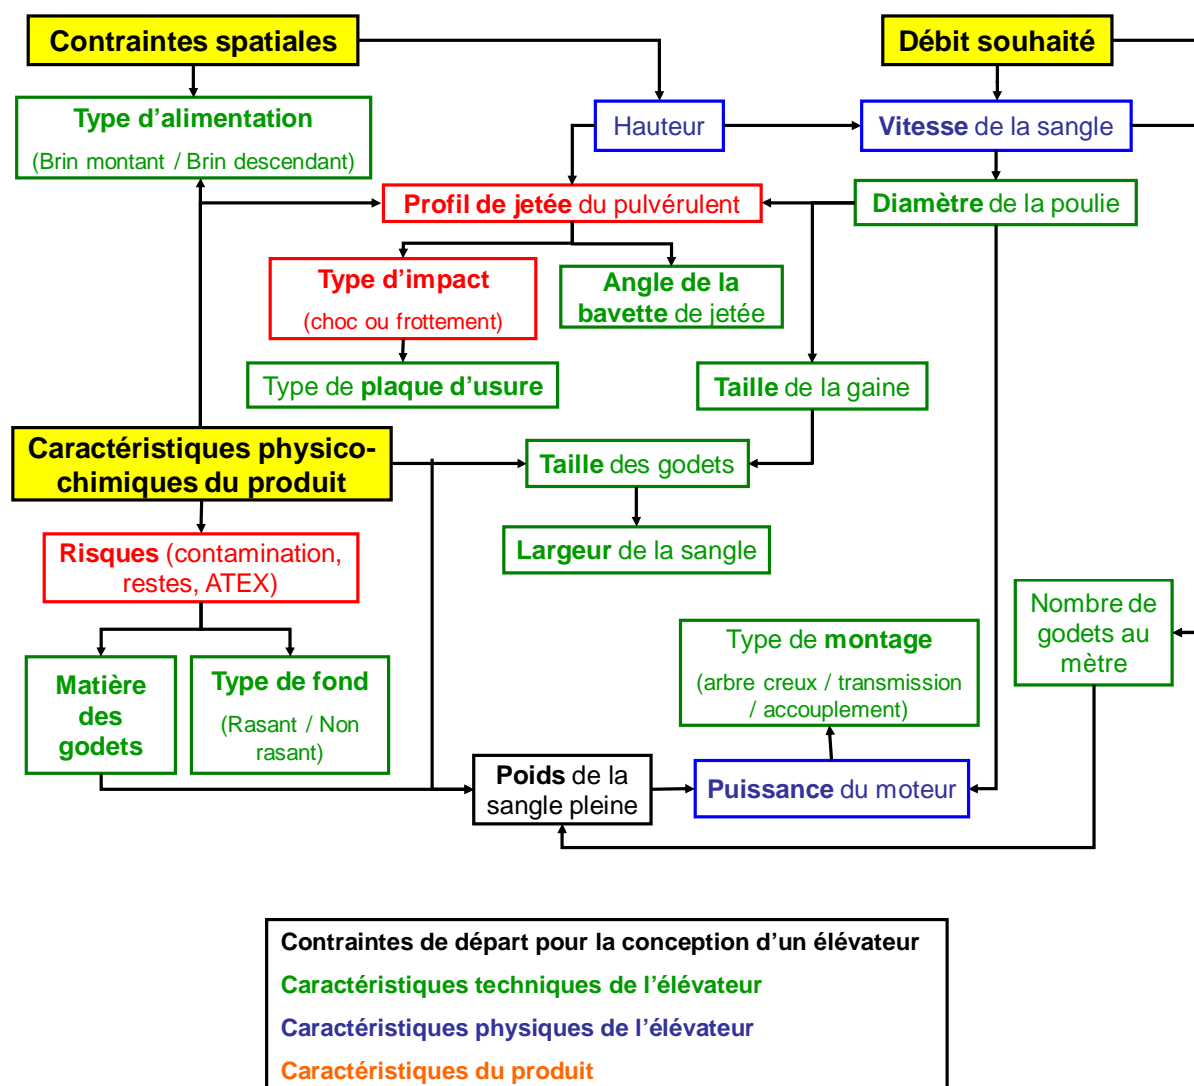 Contraintes spatiales
Débit souhaité
Type d’alimentation
(Brin montant / Brin descendant)
Hauteur
Vitesse de la sangle
Profil de jetée du pulvérulent
Diamètre de la poulie
Type d’impact
(choc ou frottement)
Angle de la
bavette de jetée
Type de plaque d’usure
Taille de la gaine
Caractéristiques physico-
chimiques du produit
Taille des godets
Largeur de la sangle
Risques (contamination,
restes, ATEX)
Nombre de
godets au
mètre
Type de montage
(arbre creux / transmission
/ accouplement)
Matière
des
godets
Type de fond
(Rasant / Non
rasant)
Poids de la
sangle pleine
Puissance du moteur
Contraintes de départ pour la conception d’un élévateur
Caractéristiques techniques de l’élévateur
Caractéristiques physiques de l’élévateur
Caractéristiques du produit